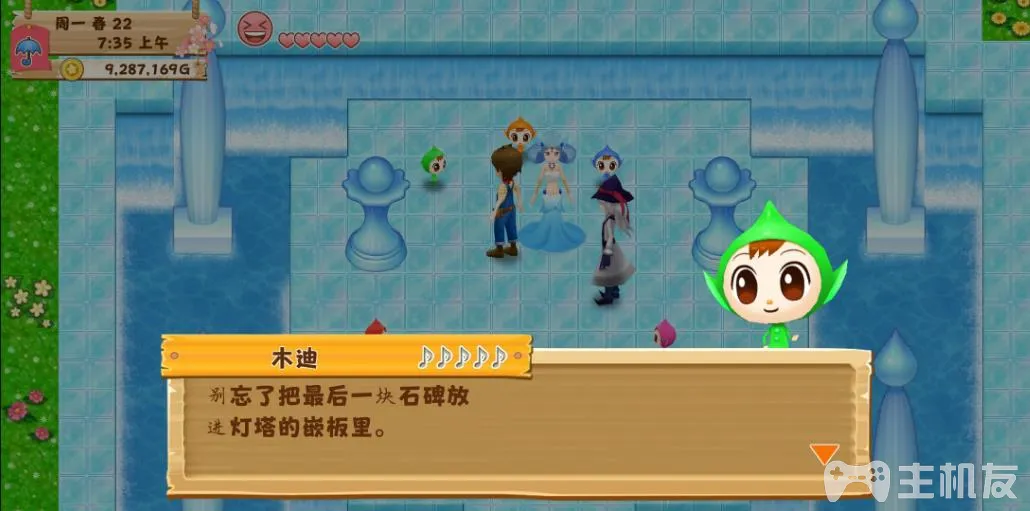 周一 春 22
7:35 上午
9,287,169G
木迪
别忘了把最后一块石碑放
进灯塔的嵌板里。
主机友